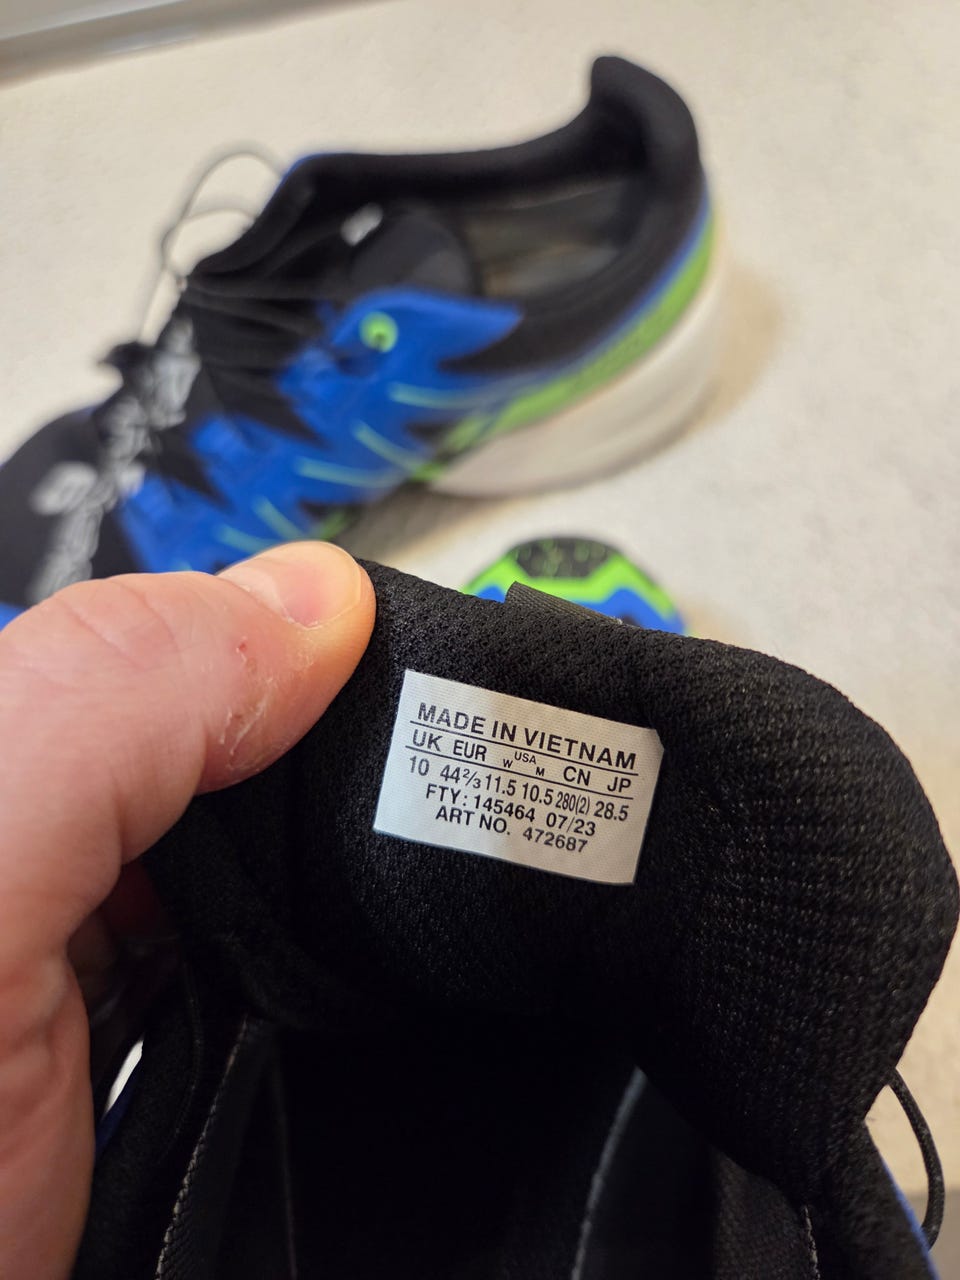 MADE IN VIETNAM
UK EUR W USA M CN JP
10 44⅔ 11.5 10.5 280(2) 28.5
FTY: 145464 07/23
ART NO. 472687